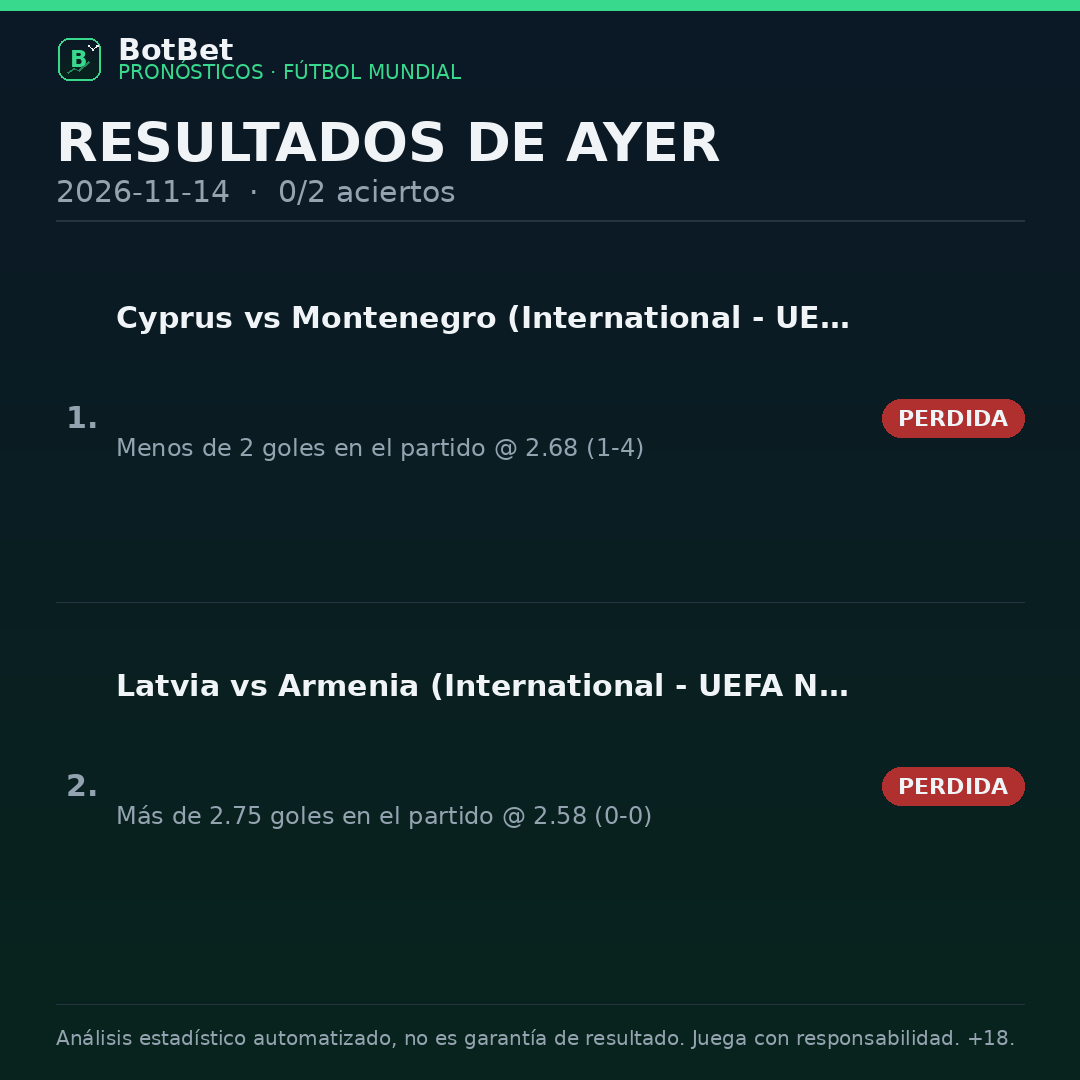 B
BotBet
PRONÓSTICOS · FÚTBOL MUNDIAL
RESULTADOS DE AYER
2026-11-14 · 0/2 aciertos
Cyprus vs Montenegro (International - UE...
1.
PERDIDA
Menos de 2 goles en el partido @ 2.68 (1-4)
Latvia vs Armenia (International - UEFA N...
2.
PERDIDA
Más de 2.75 goles en el partido @ 2.58 (0-0)
Análisis estadístico automatizado, no es garantía de resultado. Juega con responsabilidad. +18.